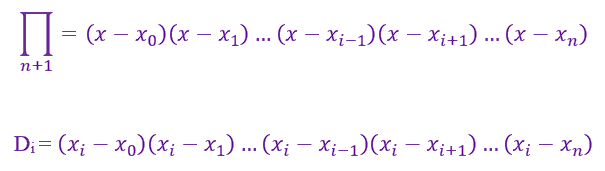 ∏ₙ₊₁ = (x − x₀)(x − x₁) … (x − xᵢ₋₁)(x − xᵢ₊₁) … (x − xₙ)
Dᵢ= (xᵢ − x₀)(xᵢ − x₁) … (xᵢ − xᵢ₋₁)(xᵢ − xᵢ₊₁) … (xᵢ − xₙ)